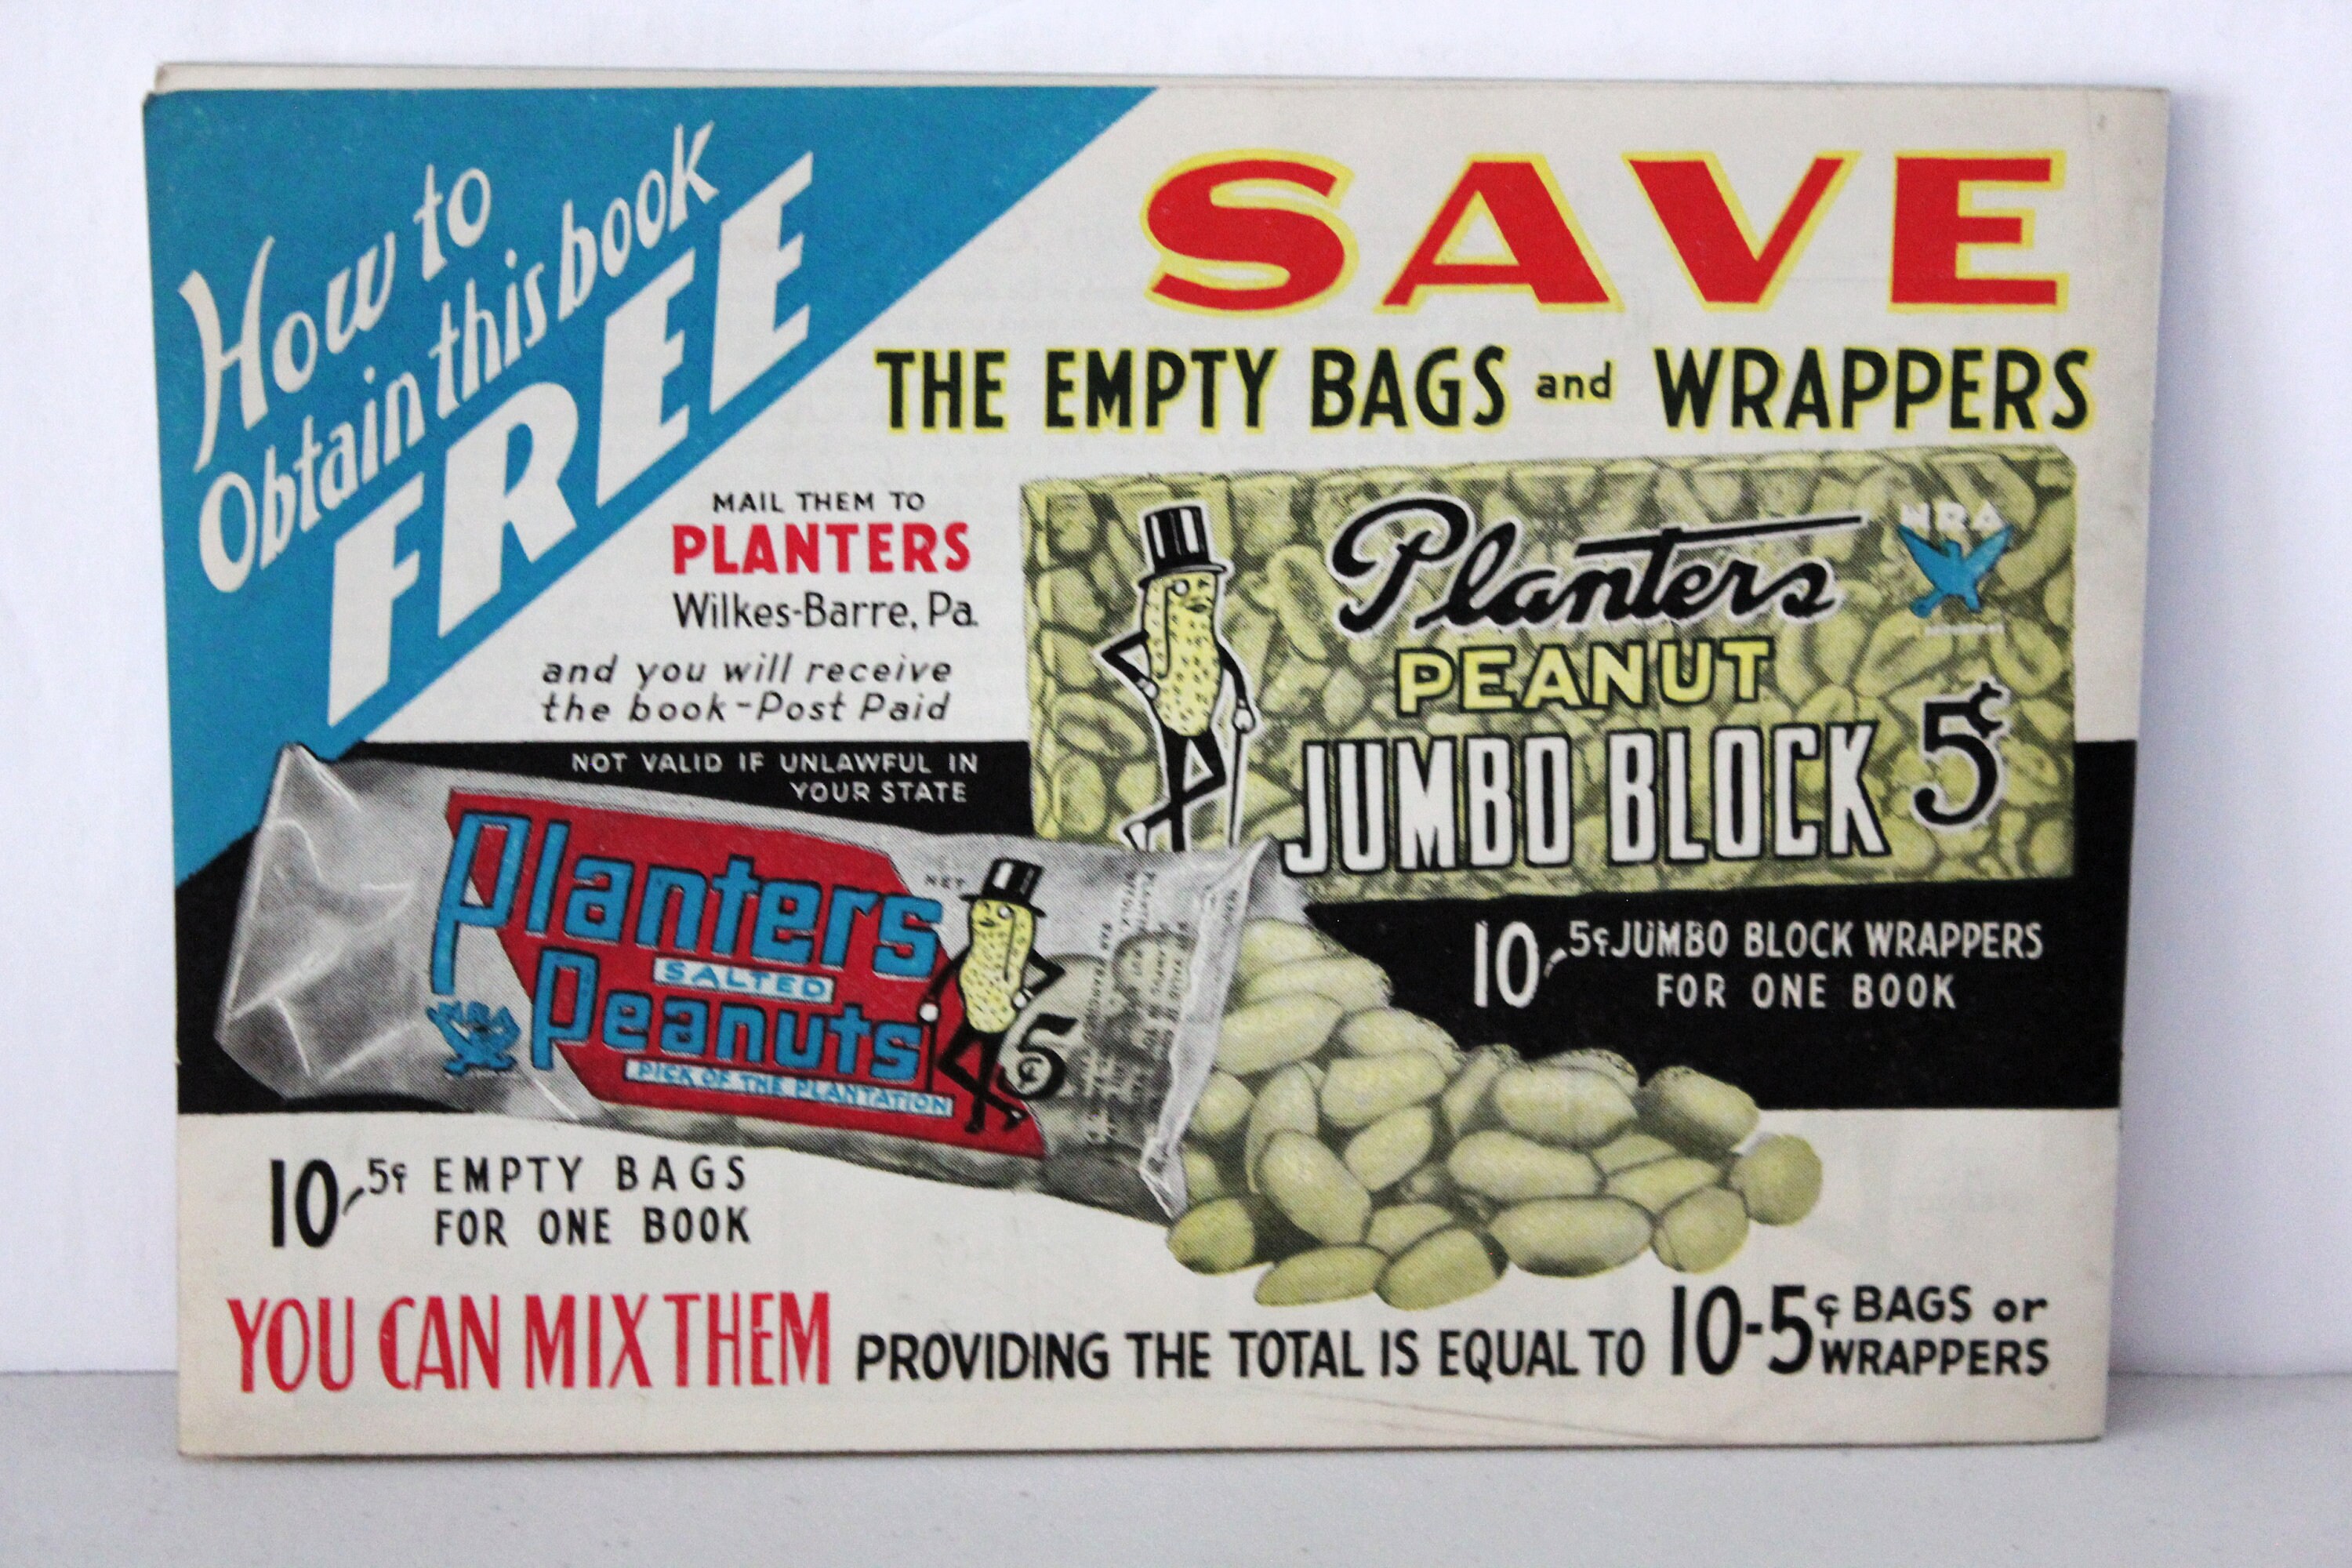 How to
Obtain this book
FREE
SAVE
THE EMPTY BAGS and WRAPPERS
MAIL THEM TO
PLANTERS
Wilkes-Barre, Pa.
and you will receive
the book-Post Paid
NOT VALID IF UNLAWFUL IN
YOUR STATE
NRA
Planters
PEANUT
JUMBO BLOCK 5¢
Planters
SALTED
Peanuts
PICK OF THE PLANTATION
NET
5¢
10-5¢ JUMBO BLOCK WRAPPERS
FOR ONE BOOK
10-5¢ EMPTY BAGS
FOR ONE BOOK
YOU CAN MIX THEM PROVIDING THE TOTAL IS EQUAL TO 10-5¢ BAGS or
WRAPPERS